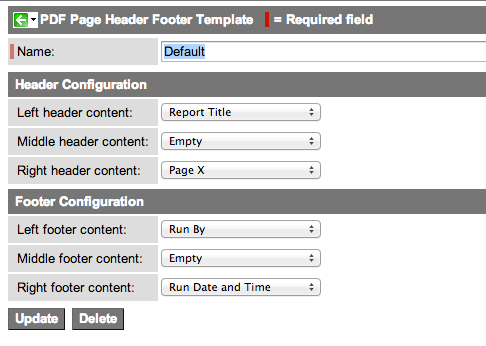 PDF Page Header Footer Template = Required field
Name: Default
Header Configuration
Left header content: Report Title
Middle header content: Empty
Right header content: Page X
Footer Configuration
Left footer content: Run By
Middle footer content: Empty
Right footer content: Run Date and Time
Update Delete